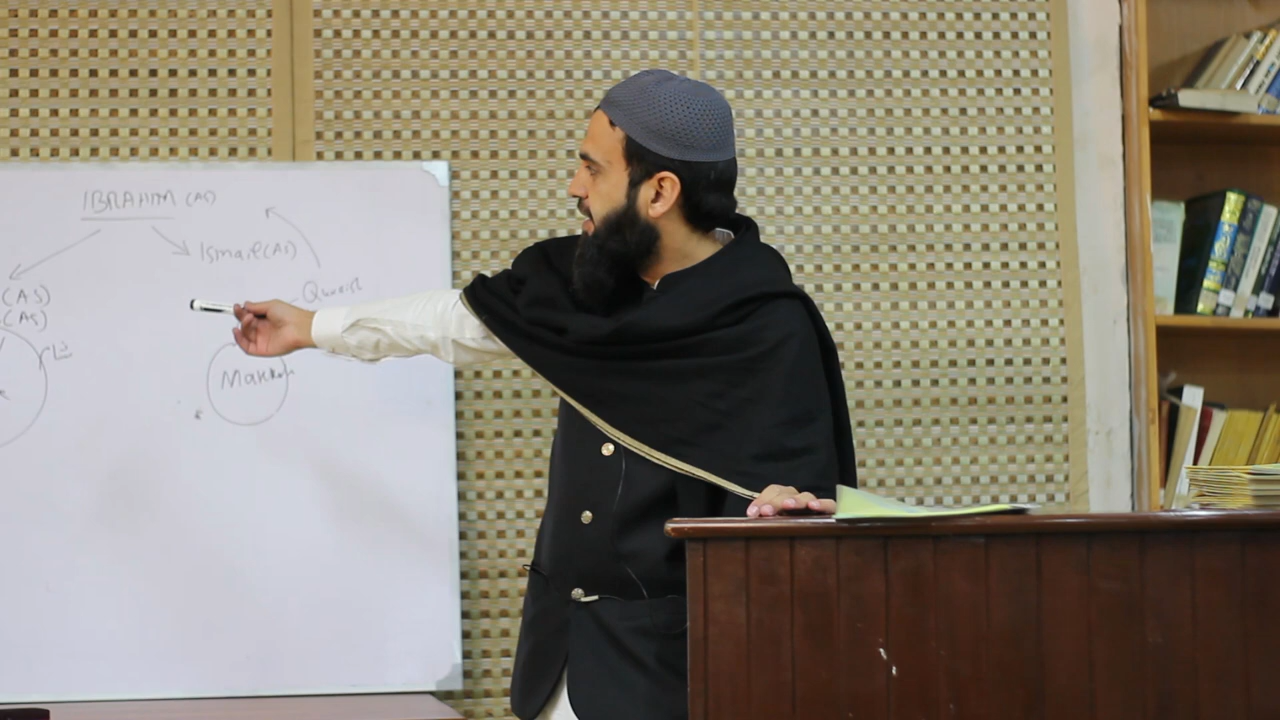 IBRAHIM (AS)
Ismail (AS)
(AS)
(AS)
Quraish
Makkah